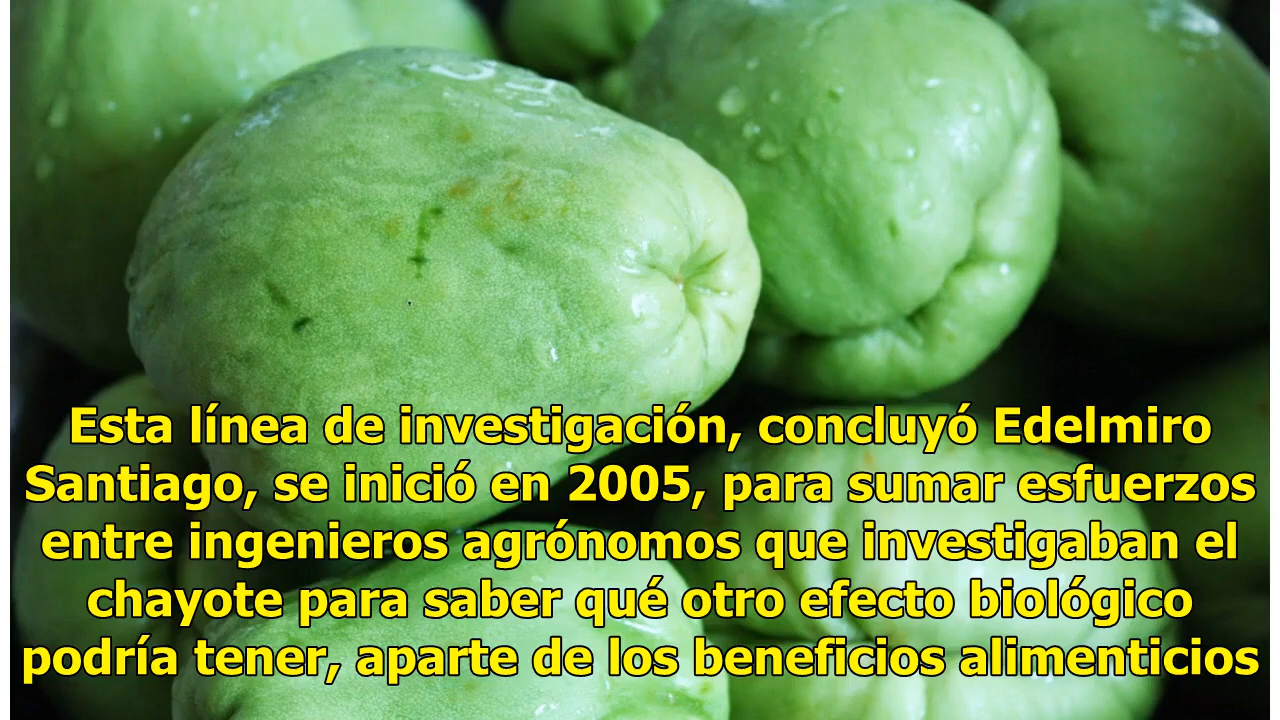 Esta línea de investigación, concluyó Edelmiro
Santiago, se inició en 2005, para sumar esfuerzos
entre ingenieros agrónomos que investigaban el
chayote para saber qué otro efecto biológico
podría tener, aparte de los beneficios alimenticios